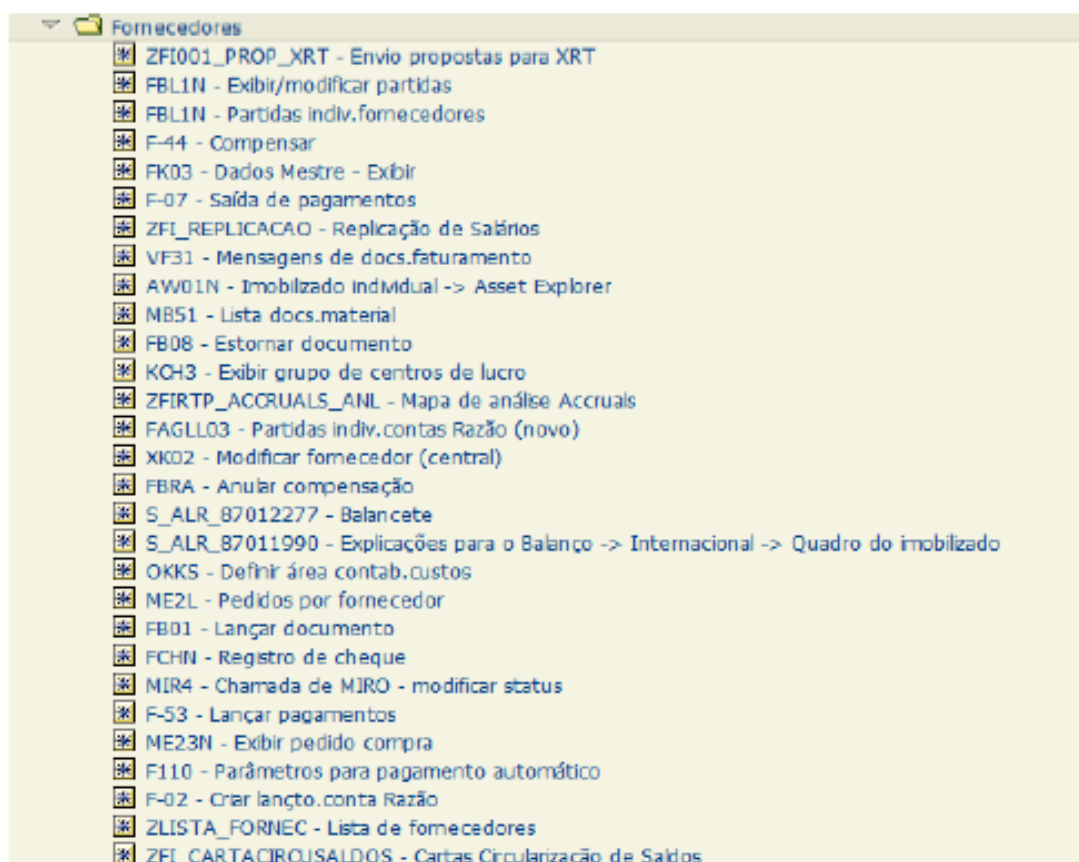 Fornecedores
ZFI001_PROP_XRT - Envio propostas para XRT
FBL1N - Exibir/modificar partidas
FBL1N - Partidas indiv.fornecedores
F-44 - Compensar
FK03 - Dados Mestre - Exibir
F-07 - Saída de pagamentos
ZFI_REPLICACAO - Replicação de Salários
VF31 - Mensagens de docs.faturamento
AW01N - Imobilizado individual -> Asset Explorer
MB51 - Lista docs.material
FB08 - Estornar documento
KCH3 - Exibir grupo de centros de lucro
ZFIRTP_ACCRUALS_ANL - Mapa de análise Accruals
FAGLL03 - Partidas indiv.contas Razão (novo)
XK02 - Modificar fornecedor (central)
FBRA - Anular compensação
S_ALR_87012277 - Balancete
S_ALR_87011990 - Explicações para o Balanço -> Internacional -> Quadro do imobilizado
OKKS - Definir área contab.custos
ME2L - Pedidos por fornecedor
FB01 - Lançar documento
FCHN - Registro de cheque
MIR4 - Chamada de MIRO - modificar status
F-53 - Lançar pagamentos
ME23N - Exibir pedido compra
F110 - Parâmetros para pagamento automático
F-02 - Criar lançto.conta Razão
ZLISTA_FORNEC - Lista de fornecedores
ZFI_CARTACIRCUSALDOS - Cartas Circularização de Saldos